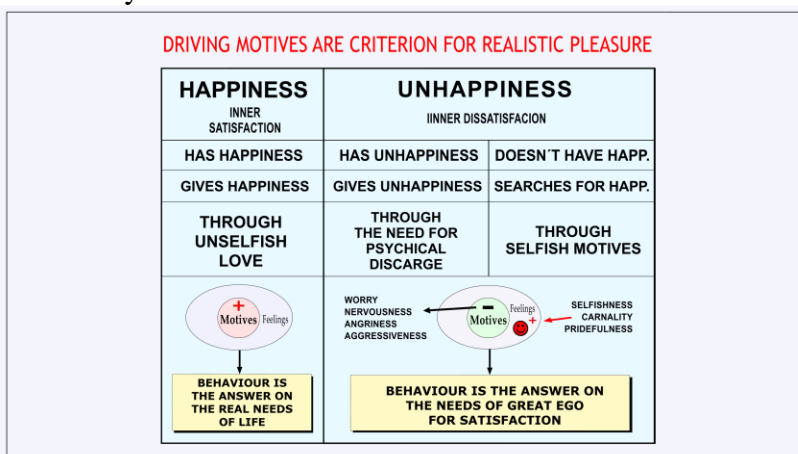 DRIVING MOTIVES ARE CRITERION FOR REALISTIC PLEASURE
HAPPINESS
INNER
SATISFACTION
UNHAPPINESS
IINNER DISSATISFACION
HAS HAPPINESS
HAS UNHAPPINESS
DOESN´T HAVE HAPP.
GIVES HAPPINESS
GIVES UNHAPPINESS
SEARCHES FOR HAPP.
THROUGH
UNSELFISH
LOVE
THROUGH
THE NEED FOR
PSYCHICAL
DISCARGE
THROUGH
SELFISH MOTIVES
+
Motives
Feelings
BEHAVIOUR IS
THE ANSWER ON
THE REAL NEEDS
OF LIFE
WORRY
NERVOUSNESS
ANGRINESS
AGGRESSIVENESS
-
Motives
Feelings
+
SELFISHNESS
CARNALITY
PRIDEFULNESS
BEHAVIOUR IS THE ANSWER ON
THE NEEDS OF GREAT EGO
FOR SATISFACTION